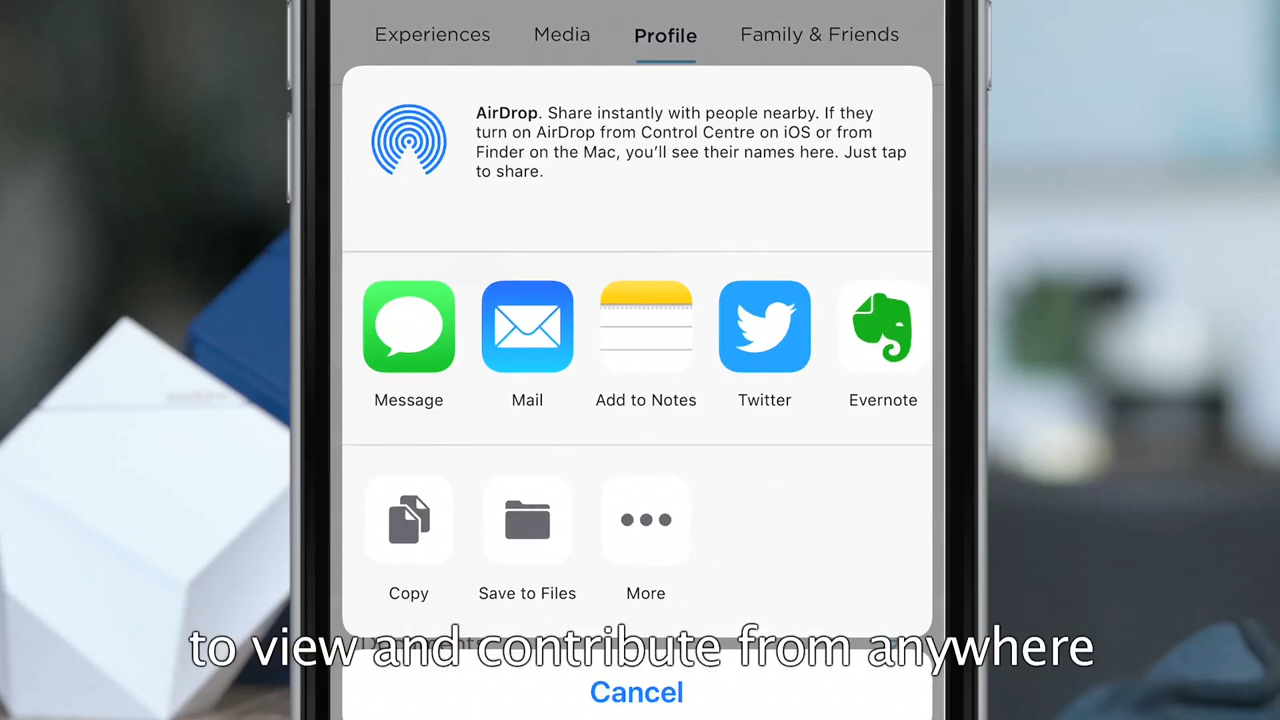 Experiences Media Profile Family & Friends
AirDrop. Share instantly with people nearby. If they
turn on AirDrop from Control Centre on iOS or from
Finder on the Mac, you'll see their names here. Just tap
to share.
Message Mail Add to Notes Twitter Evernote
Copy Save to Files More
to view and contribute from anywhere
Cancel